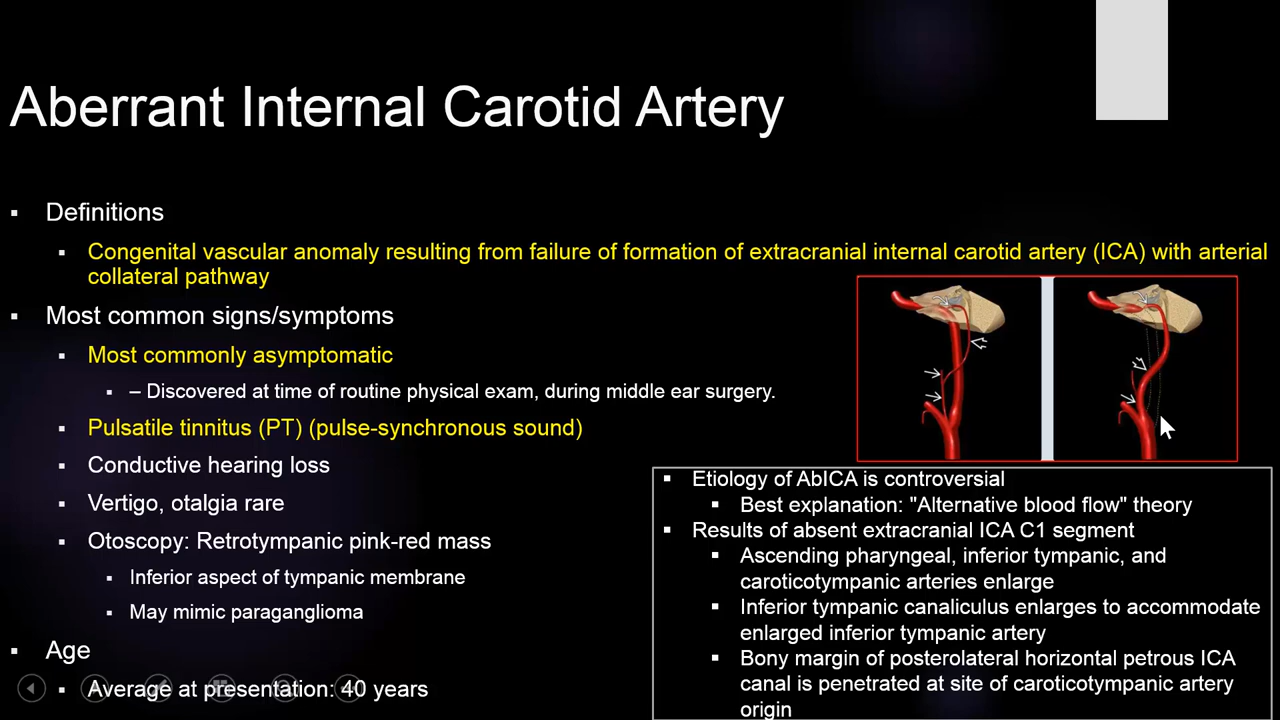 Aberrant Internal Carotid Artery
▪ Definitions
▪ Congenital vascular anomaly resulting from failure of formation of extracranial internal carotid artery (ICA) with arterial
collateral pathway
▪ Most common signs/symptoms
▪ Most commonly asymptomatic
▪ – Discovered at time of routine physical exam, during middle ear surgery.
▪ Pulsatile tinnitus (PT) (pulse-synchronous sound)
▪ Conductive hearing loss
▪ Vertigo, otalgia rare
▪ Otoscopy: Retrotympanic pink-red mass
▪ Inferior aspect of tympanic membrane
▪ May mimic paraganglioma
▪ Age
▪ Average at presentation: 40 years
▪ Etiology of AbICA is controversial
▪ Best explanation: "Alternative blood flow" theory
▪ Results of absent extracranial ICA C1 segment
▪ Ascending pharyngeal, inferior tympanic, and
caroticotympanic arteries enlarge
▪ Inferior tympanic canaliculus enlarges to accommodate
enlarged inferior tympanic artery
▪ Bony margin of posterolateral horizontal petrous ICA
canal is penetrated at site of caroticotympanic artery
origin